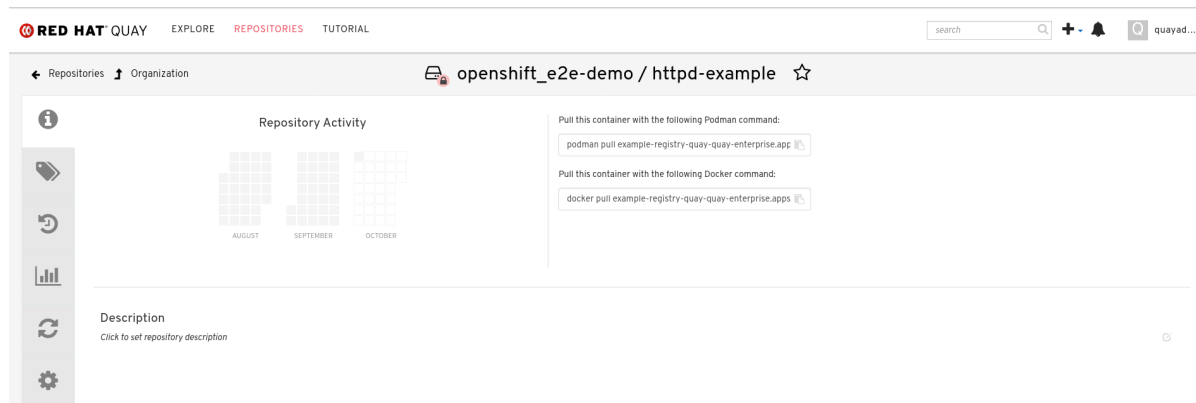 RED HAT QUAY EXPLORE REPOSITORIES TUTORIAL search Q quayad...
Repositories Organization openshift_e2e-demo / httpd-example
Repository Activity
Pull this container with the following Podman command:
podman pull example-registry-quay-quay-enterprise.app
Pull this container with the following Docker command:
docker pull example-registry-quay-quay-enterprise.apps
AUGUST SEPTEMBER OCTOBER
Description
Click to set repository description